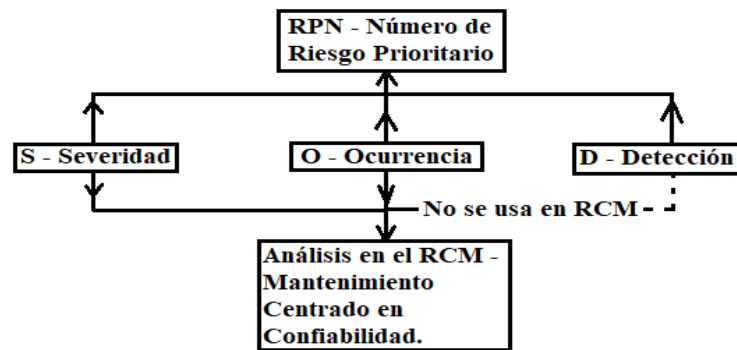 RPN - Número de
Riesgo Prioritario
S - Severidad
O - Ocurrencia
D - Detección
No se usa en RCM
Análisis en el RCM -
Mantenimiento
Centrado en
Confiabilidad.